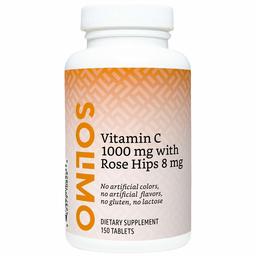 SOLIMO
Vitamin C
1000 mg with
Rose Hips 8 mg
No artificial colors,
no artificial flavors,
no gluten, no lactose
DIETARY SUPPLEMENT
150 TABLETS